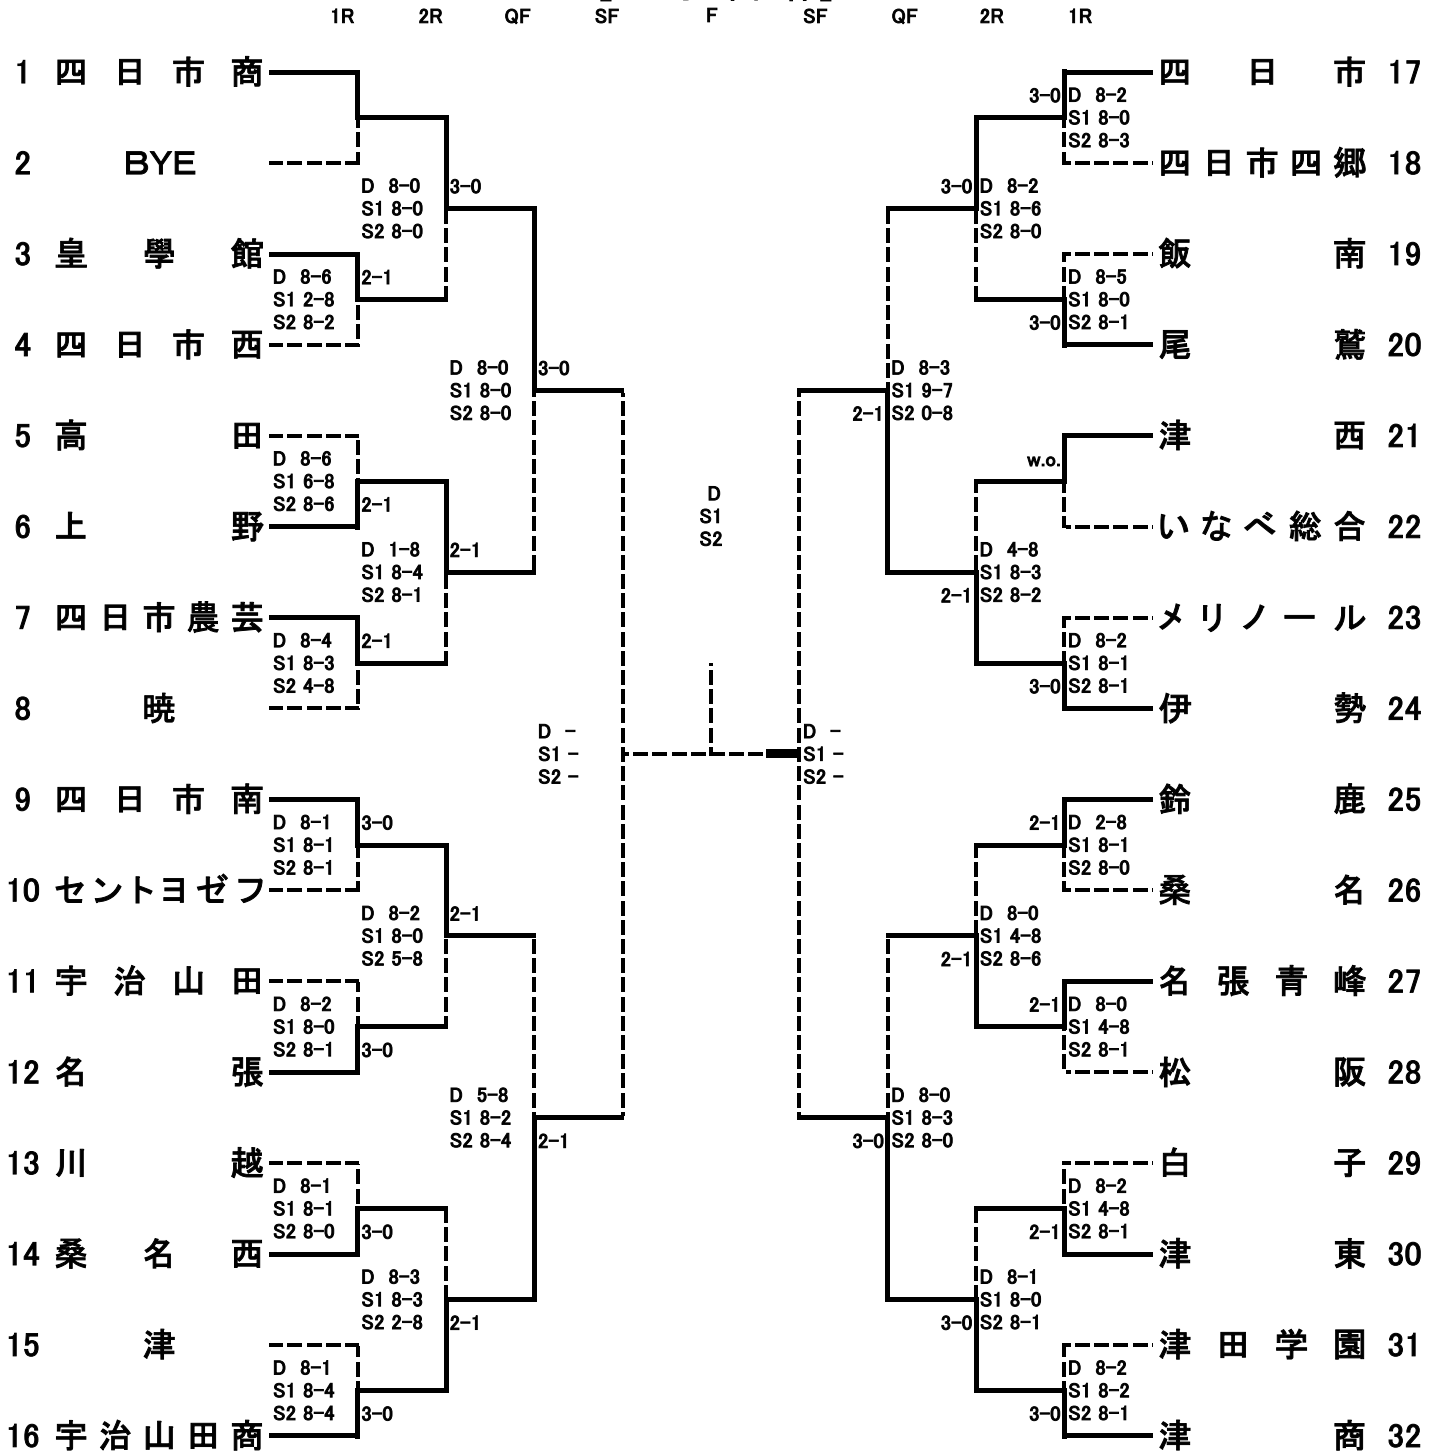 1R 2R QF SF F SF QF 2R 1R
1 四日市商
2 BYE
D 8-0 3-0
S1 8-0
S2 8-0
3 皇學館
D 8-6 2-1
S1 2-8
S2 8-2
4 四日市西
D 8-0 3-0
S1 8-0
S2 8-0
5 高田
D 8-6
S1 6-8
S2 8-6 2-1
6 上野
D 1-8 2-1
S1 8-4
S2 8-1
7 四日市農芸
D 8-4 2-1
S1 8-3
S2 4-8
8 暁
D -
S1 -
S2 -
9 四日市南
D 8-1 3-0
S1 8-1
S2 8-1
10 セントヨゼフ
D 8-2 2-1
S1 8-0
S2 5-8
11 宇治山田
D 8-2
S1 8-0
S2 8-1 3-0
12 名張
D 5-8
S1 8-2
S2 8-4 2-1
13 川越
D 8-1
S1 8-1
S2 8-0 3-0
14 桑名西
D 8-3
S1 8-3
S2 2-8 2-1
15 津
D 8-1
S1 8-4
S2 8-4 3-0
16 宇治山田商
D
S1
S2
四日市 17
3-0 D 8-2
S1 8-0
S2 8-3
四日市四郷 18
3-0 D 8-2
S1 8-6
S2 8-0
飯南 19
D 8-5
S1 8-0
3-0 S2 8-1
尾鷲 20
D 8-3
S1 9-7
2-1 S2 0-8
津西 21
w.o.
いなべ総合 22
D 4-8
S1 8-3
2-1 S2 8-2
メリノール 23
D 8-2
S1 8-1
3-0 S2 8-1
伊勢 24
D -
S1 -
S2 -
鈴鹿 25
2-1 D 2-8
S1 8-1
S2 8-0
桑名 26
D 8-0
S1 4-8
2-1 S2 8-6
名張青峰 27
2-1 D 8-0
S1 4-8
S2 8-1
松阪 28
D 8-0
S1 8-3
3-0 S2 8-0
白子 29
D 8-2
S1 4-8
2-1 S2 8-1
津東 30
D 8-1
S1 8-0
3-0 S2 8-1
津田学園 31
D 8-2
S1 8-2
3-0 S2 8-1
津商 32